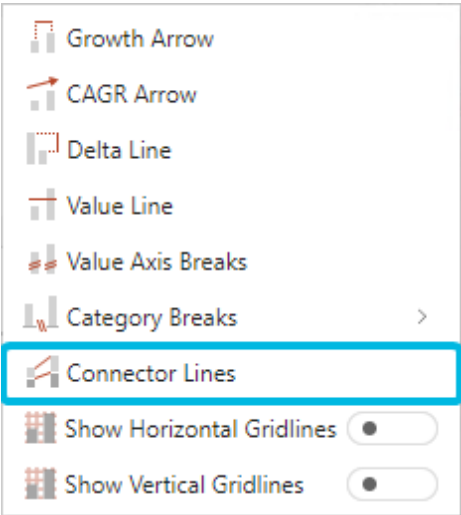 Growth Arrow
CAGR Arrow
Delta Line
Value Line
Value Axis Breaks
Category Breaks
Connector Lines
Show Horizontal Gridlines
Show Vertical Gridlines